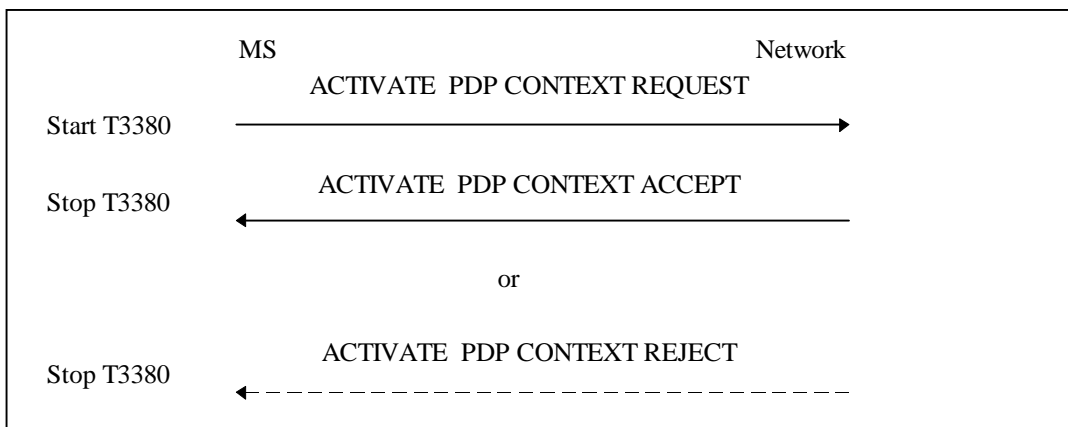 MS Network
ACTIVATE PDP CONTEXT REQUEST
Start T3380
ACTIVATE PDP CONTEXT ACCEPT
Stop T3380
or
ACTIVATE PDP CONTEXT REJECT
Stop T3380